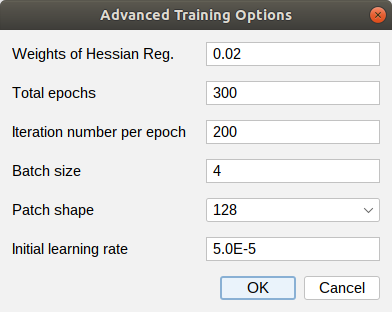 Advanced Training Options
Weights of Hessian Reg. 0.02
Total epochs 300
Iteration number per epoch 200
Batch size 4
Patch shape 128
Initial learning rate 5.0E-5
OK Cancel